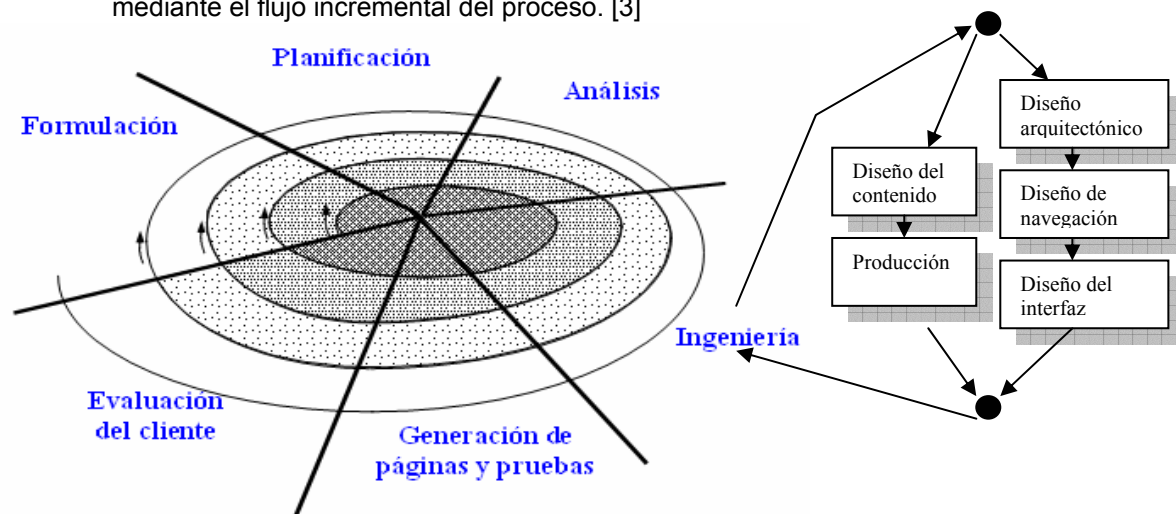 mediante el flujo incremental del proceso. [3]
Planificación
Análisis
Formulación
Ingeniería
Evaluación
del cliente
Generación de
páginas y pruebas
Diseño
arquitectónico
Diseño del
contenido
Diseño de
navegación
Producción
Diseño del
interfaz